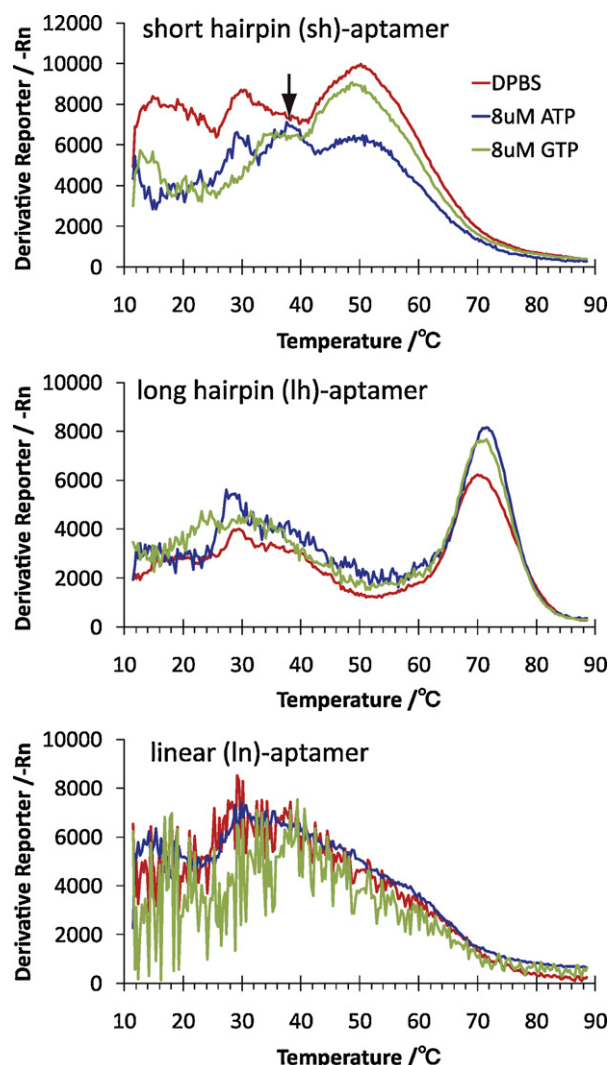 short hairpin (sh)-aptamer
Derivative Reporter / -Rn
12000
10000
8000
6000
4000
2000
0
DPBS
8uM ATP
8uM GTP
10 20 30 40 50 60 70 80 90
Temperature /°C
long hairpin (lh)-aptamer
Derivative Reporter /-Rn
10000
8000
6000
4000
2000
0
10 20 30 40 50 60 70 80 90
Temperature /°C
linear (ln)-aptamer
Derivative Reporter /-Rn
10000
8000
6000
4000
2000
0
10 20 30 40 50 60 70 80 90
Temperature /°C